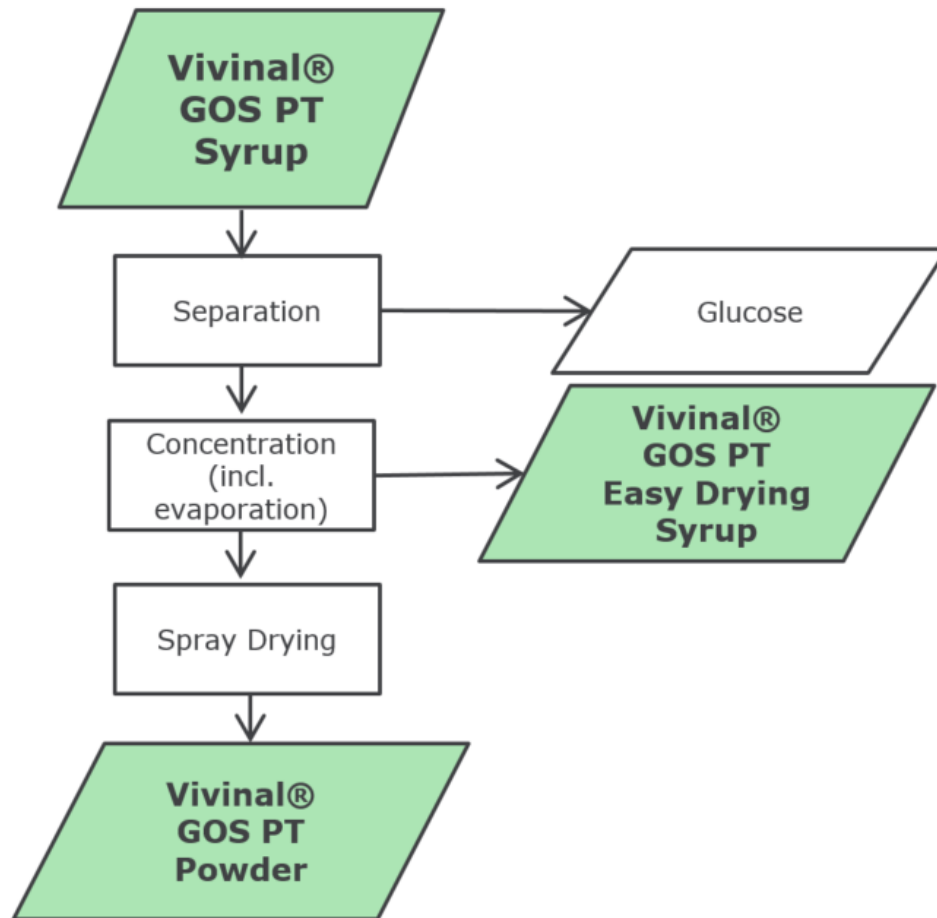 Vivinal®
GOS PT
Syrup
Separation
Glucose
Concentration
(incl.
evaporation)
Vivinal®
GOS PT
Easy Drying
Syrup
Spray Drying
Vivinal®
GOS PT
Powder